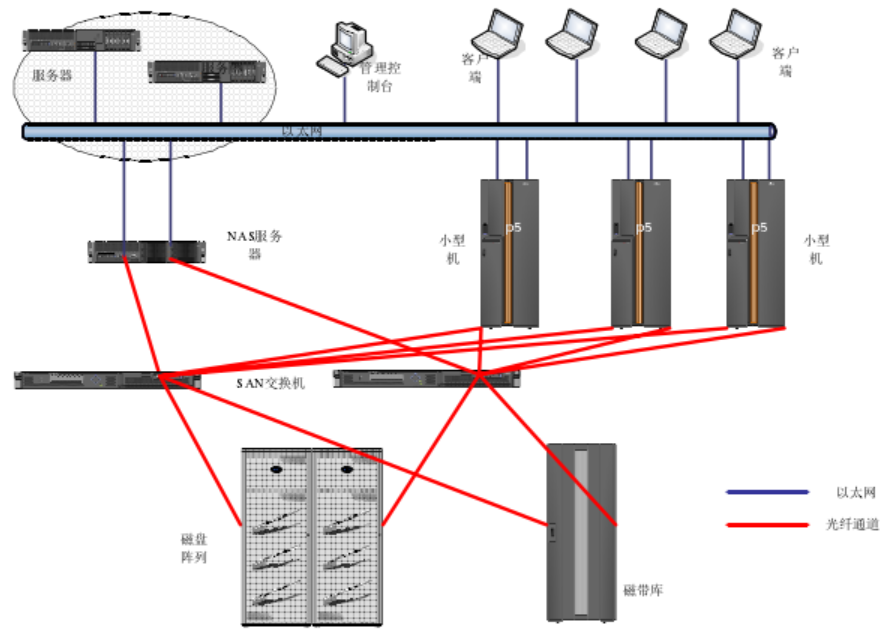 服务器
服务
管理控
制台
客户
端
客户
端
以太网
NAS服务
器
小型
机
p5
p5
p5
小型
机
SAN交换机
磁盘
阵列
磁带库
以太网
光纤通道